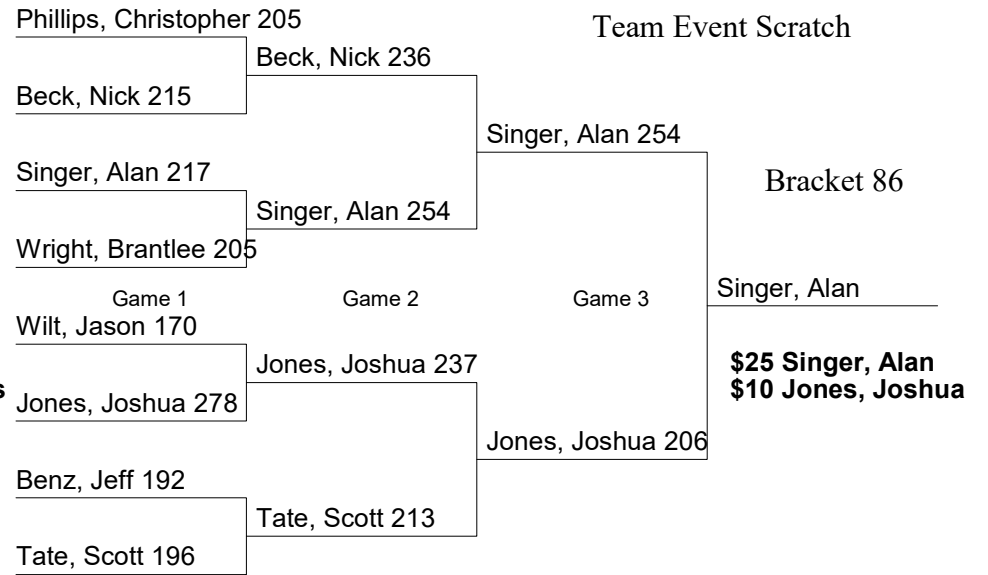 Phillips, Christopher 205
Team Event Scratch
Beck, Nick 236
Beck, Nick 215
Singer, Alan 254
Singer, Alan 217
Bracket 86
Singer, Alan 254
Wright, Brantlee 205
Game 1
Game 2
Game 3
Singer, Alan
Wilt, Jason 170
Jones, Joshua 237
$25 Singer, Alan
$10 Jones, Joshua
Jones, Joshua 278
Jones, Joshua 206
Benz, Jeff 192
Tate, Scott 213
Tate, Scott 196